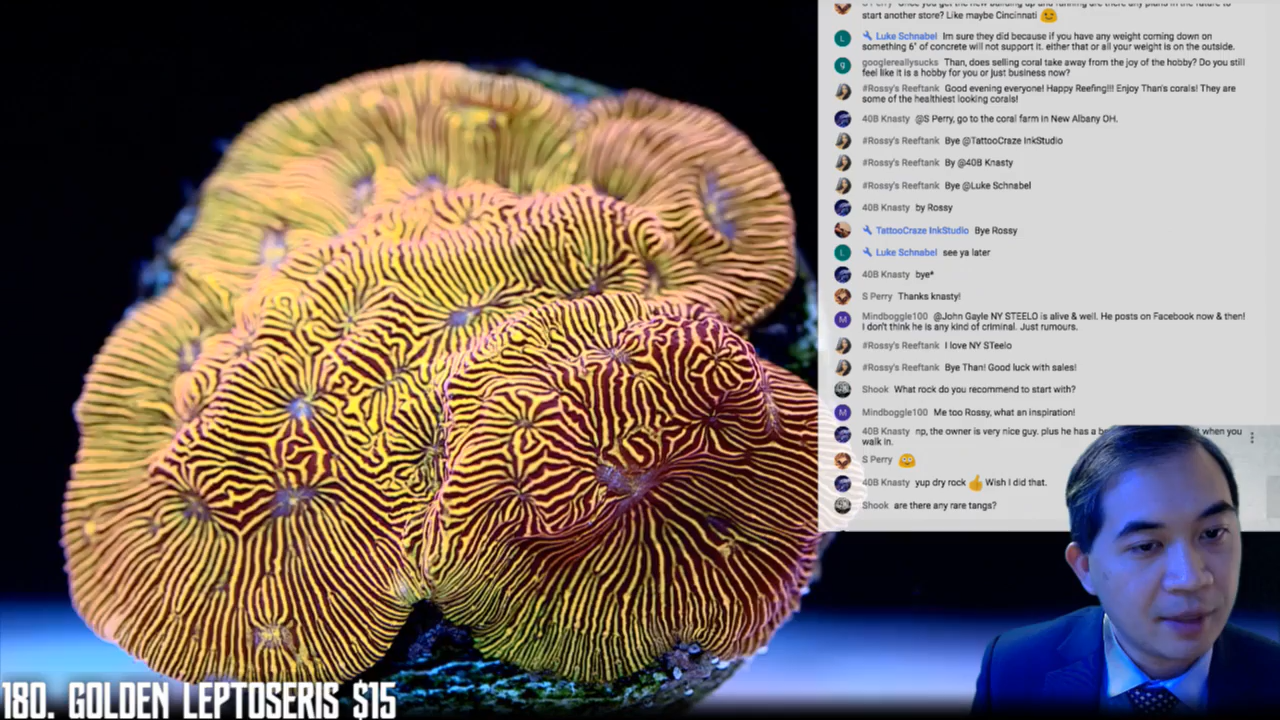 start another store? Like maybe Cincinnati
L Luke Schnabel Im sure they did because if you have any weight coming down on
something 6" of concrete will not support it. either that or all your weight is on the outside.
g googlereallysucks Than, does selling coral take away from the joy of the hobby? Do you still
feel like it is a hobby for you or just business now?
#Rossy's Reeftank Good evening everyone! Happy Reefing!!! Enjoy Than's corals! They are
some of the healthiest looking corals!
40B Knasty @S Perry, go to the coral farm in New Albany OH.
#Rossy's Reeftank Bye @TattooCraze InkStudio
#Rossy's Reeftank By @40B Knasty
#Rossy's Reeftank Bye @Luke Schnabel
40B Knasty by Rossy
TattooCraze InkStudio Bye Rossy
L Luke Schnabel see ya later
40B Knasty bye*
S Perry Thanks knasty!
M Mindboggle100 @John Gayle NY STEELO is alive & well. He posts on Facebook now & then!
I don't think he is any kind of criminal. Just rumours.
#Rossy's Reeftank I love NY STeelo
#Rossy's Reeftank Bye Than! Good luck with sales!
Shook What rock do you recommend to start with?
M Mindboggle100 Me too Rossy, what an inspiration!
40B Knasty np, the owner is very nice guy. plus he has a when you
walk in.
S Perry
40B Knasty yup dry rock Wish I did that.
Shook are there any rare tangs?
180. GOLDEN LEPTOSERIS $15